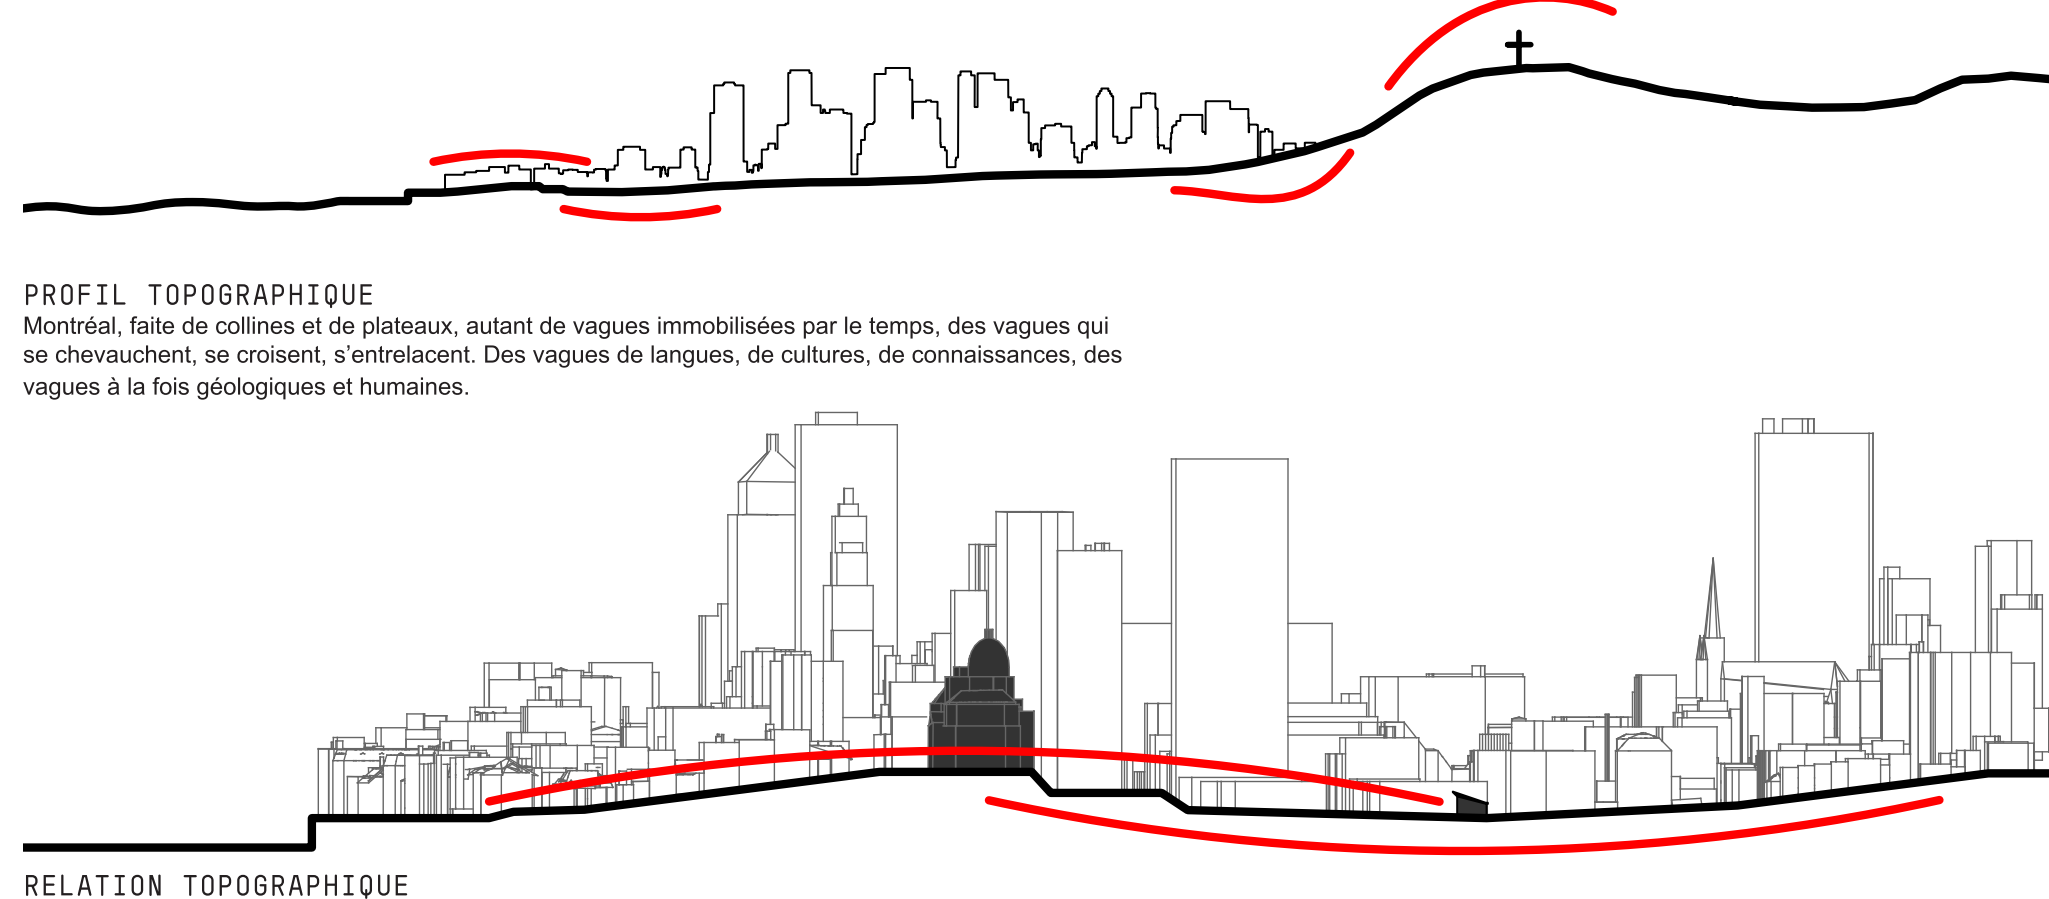 PROFIL TOPOGRAPHIQUE
Montréal, faite de collines et de plateaux, autant de vagues immobilisées par le temps, des vagues qui
se chevauchent, se croisent, s’entrelacent. Des vagues de langues, de cultures, de connaissances, des
vagues à la fois géologiques et humaines.
RELATION TOPOGRAPHIQUE